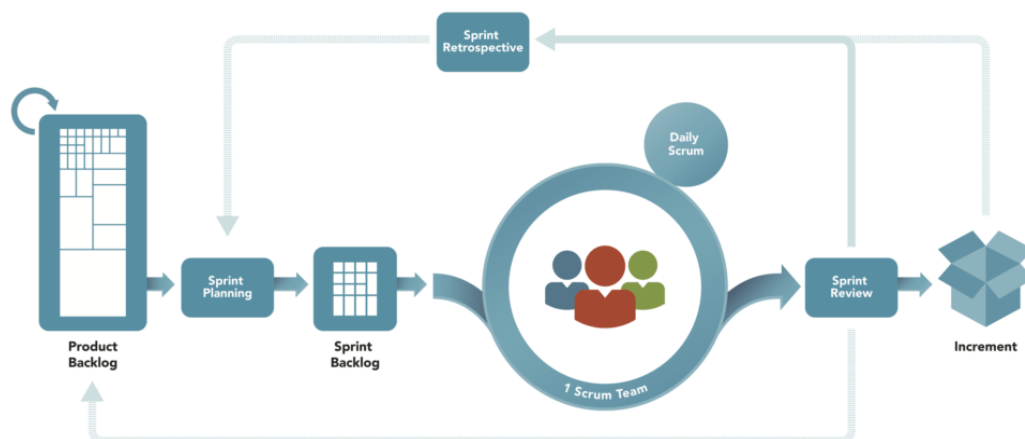 Sprint
Retrospective
Daily
Scrum
Sprint
Planning
Sprint
Review
Product
Backlog
Sprint
Backlog
1 Scrum Team
Increment